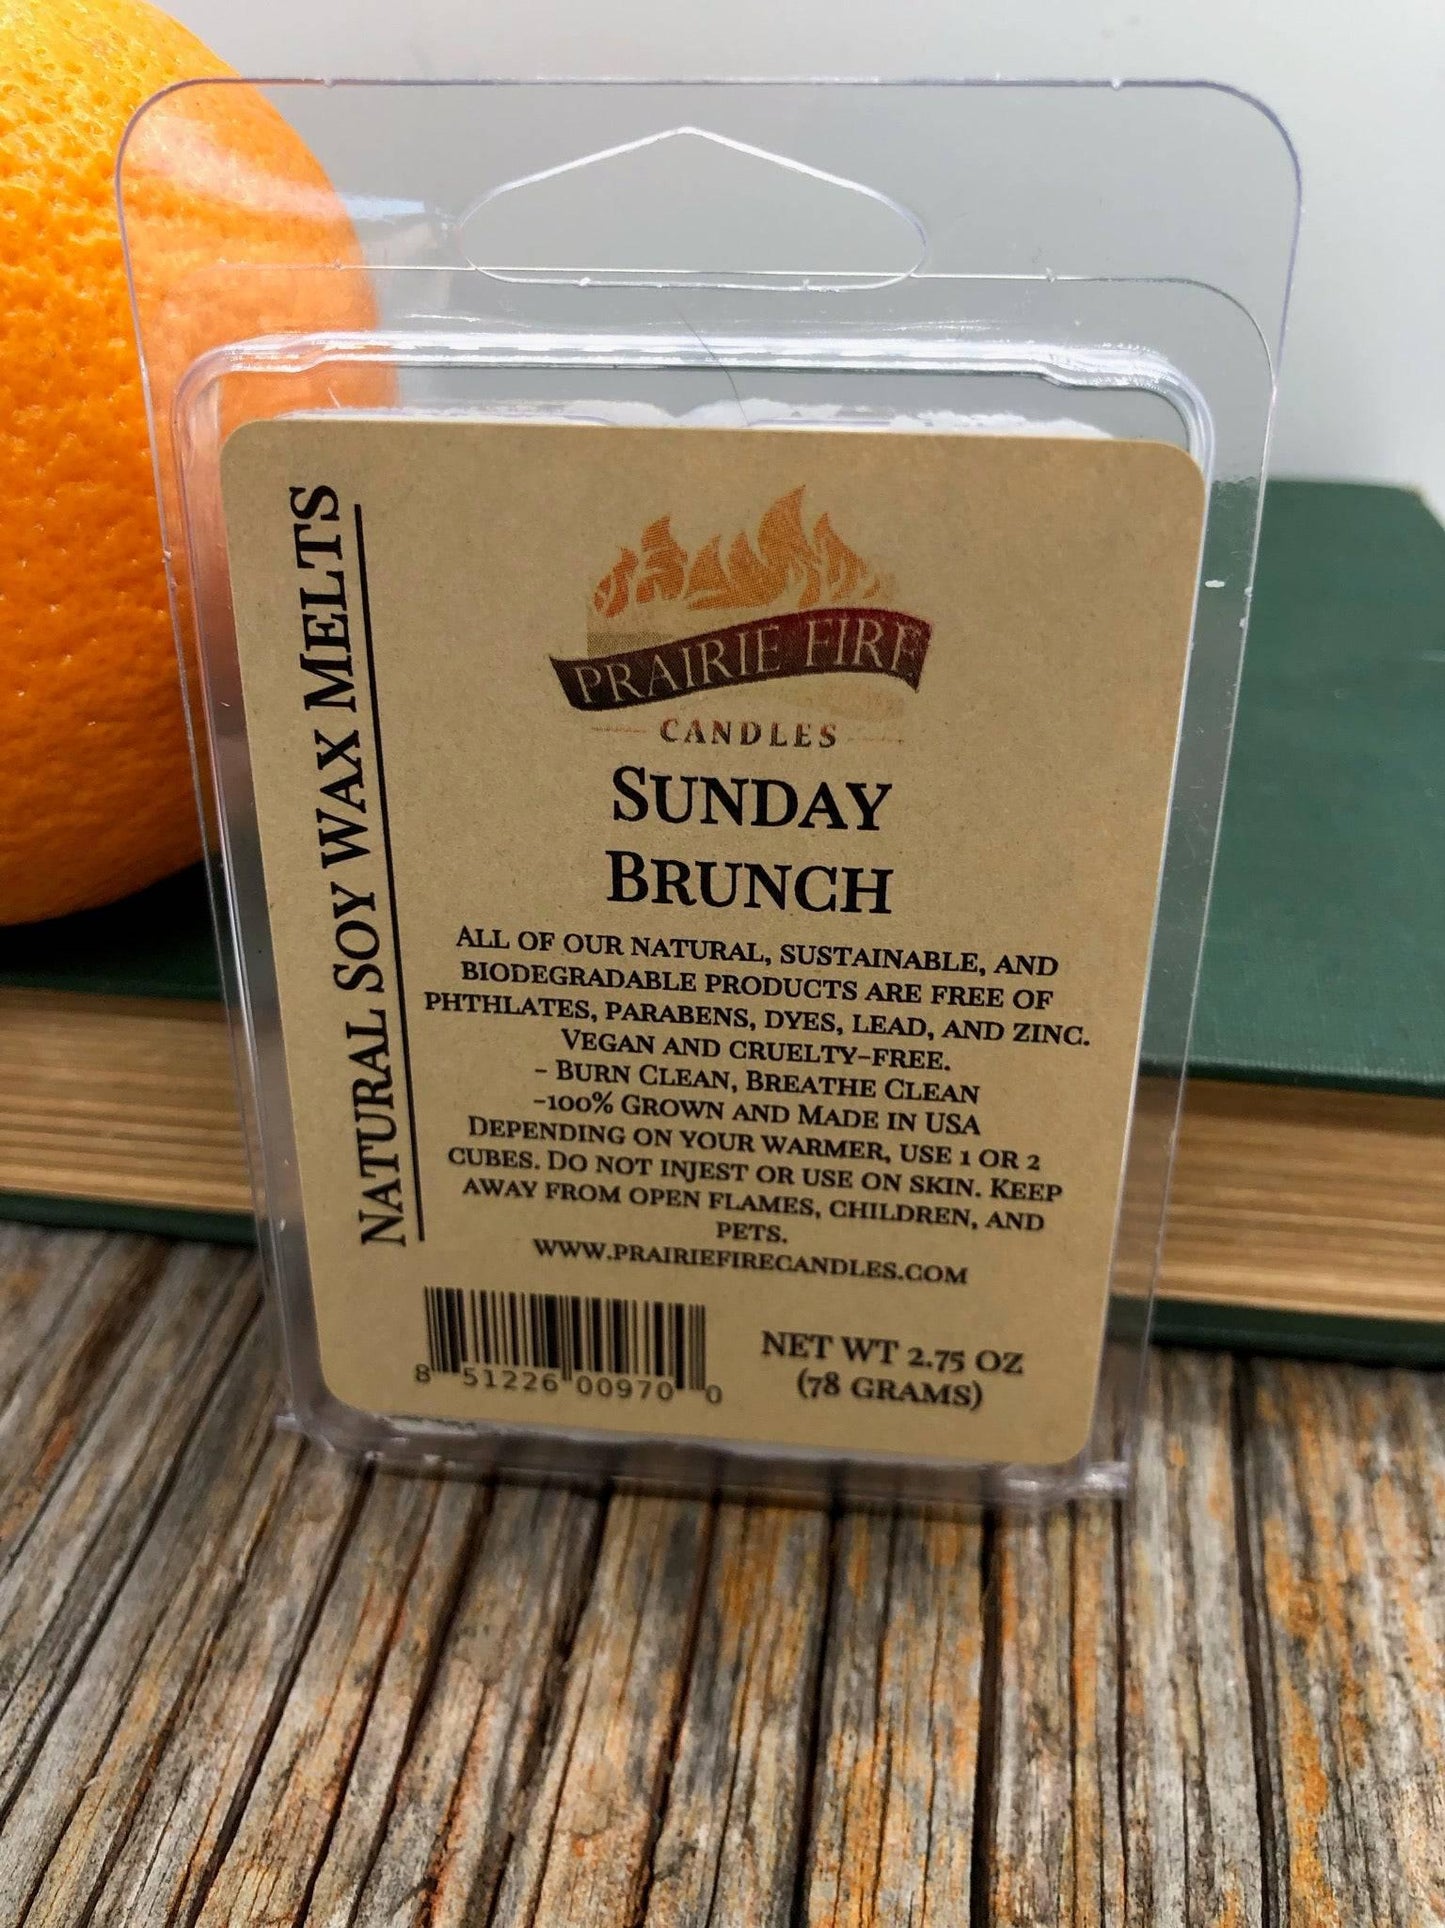 NATURAL SOY WAX MELTS
PRAIRIE FIRE
CANDLES
SUNDAY
BRUNCH
ALL OF OUR NATURAL, SUSTAINABLE, AND
BIODEGRADABLE PRODUCTS ARE FREE OF
PHTHLATES, PARABENS, DYES, LEAD, AND ZINC.
VEGAN AND CRUELTY-FREE.
- BURN CLEAN, BREATHE CLEAN
-100% GROWN AND MADE IN USA
DEPENDING ON YOUR WARMER, USE 1 OR 2
CUBES. DO NOT INJEST OR USE ON SKIN. KEEP
AWAY FROM OPEN FLAMES, CHILDREN, AND
PETS.
WWW.PRAIRIEFIRECANDLES.COM
8 51226 00970 0
NET WT 2.75 OZ
(78 GRAMS)